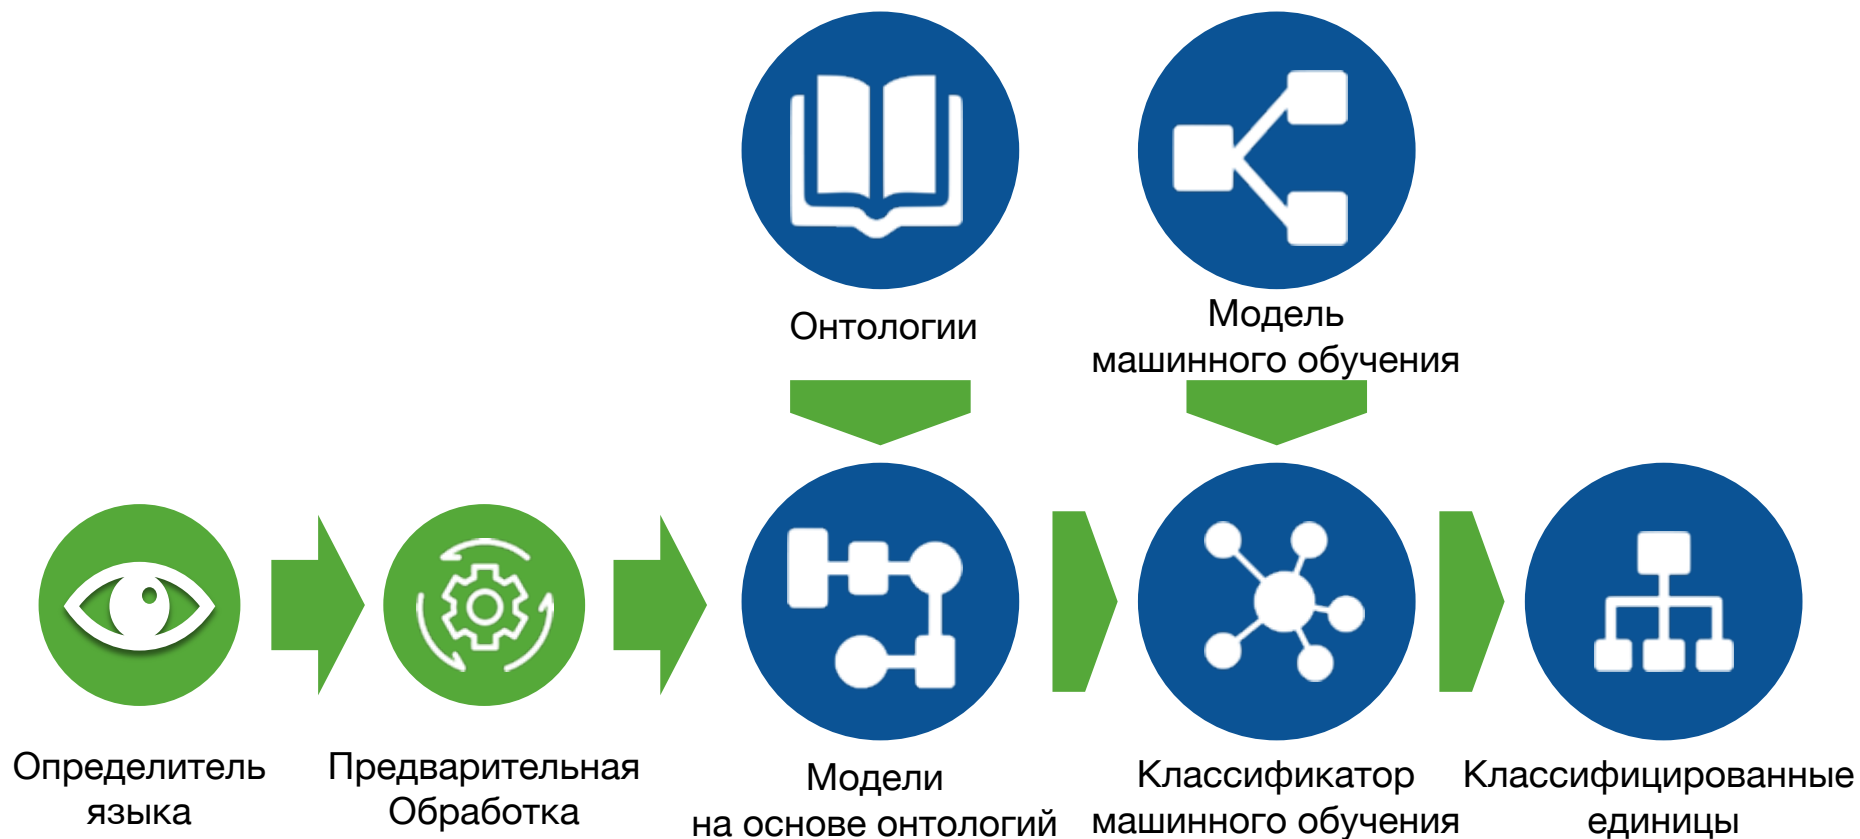 Онтологии
Модель
машинного обучения
Определитель
языка
Предварительная
Обработка
Модели
на основе онтологий
Классификатор
машинного обучения
Классифицированные
единицы